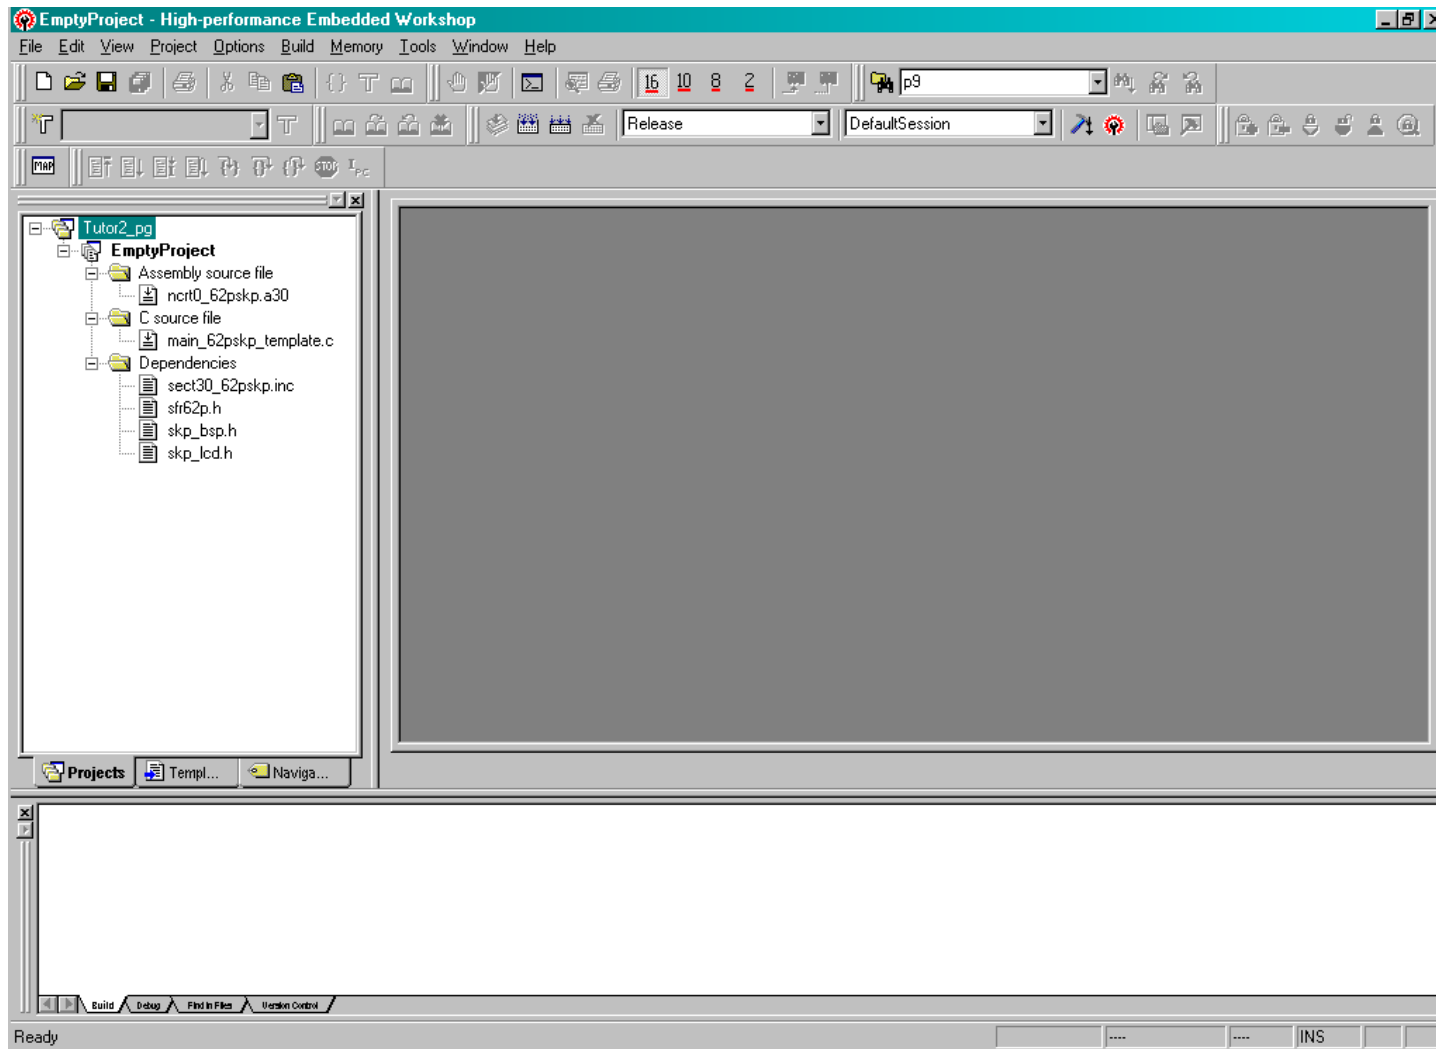 EmptyProject - High-performance Embedded Workshop
File Edit View Project Options Build Memory Tools Window Help
16 10 8 2 p9
Release DefaultSession
MAP STOP IPC
Tutor2_pg
EmptyProject
Assembly source file
ncrt0_62pskp.a30
C source file
main_62pskp_template.c
Dependencies
sect30_62pskp.inc
sfr62p.h
skp_bsp.h
skp_lcd.h
Projects Templ... Naviga...
Build Debug Find in Files Version Control
Ready ---- ---- INS